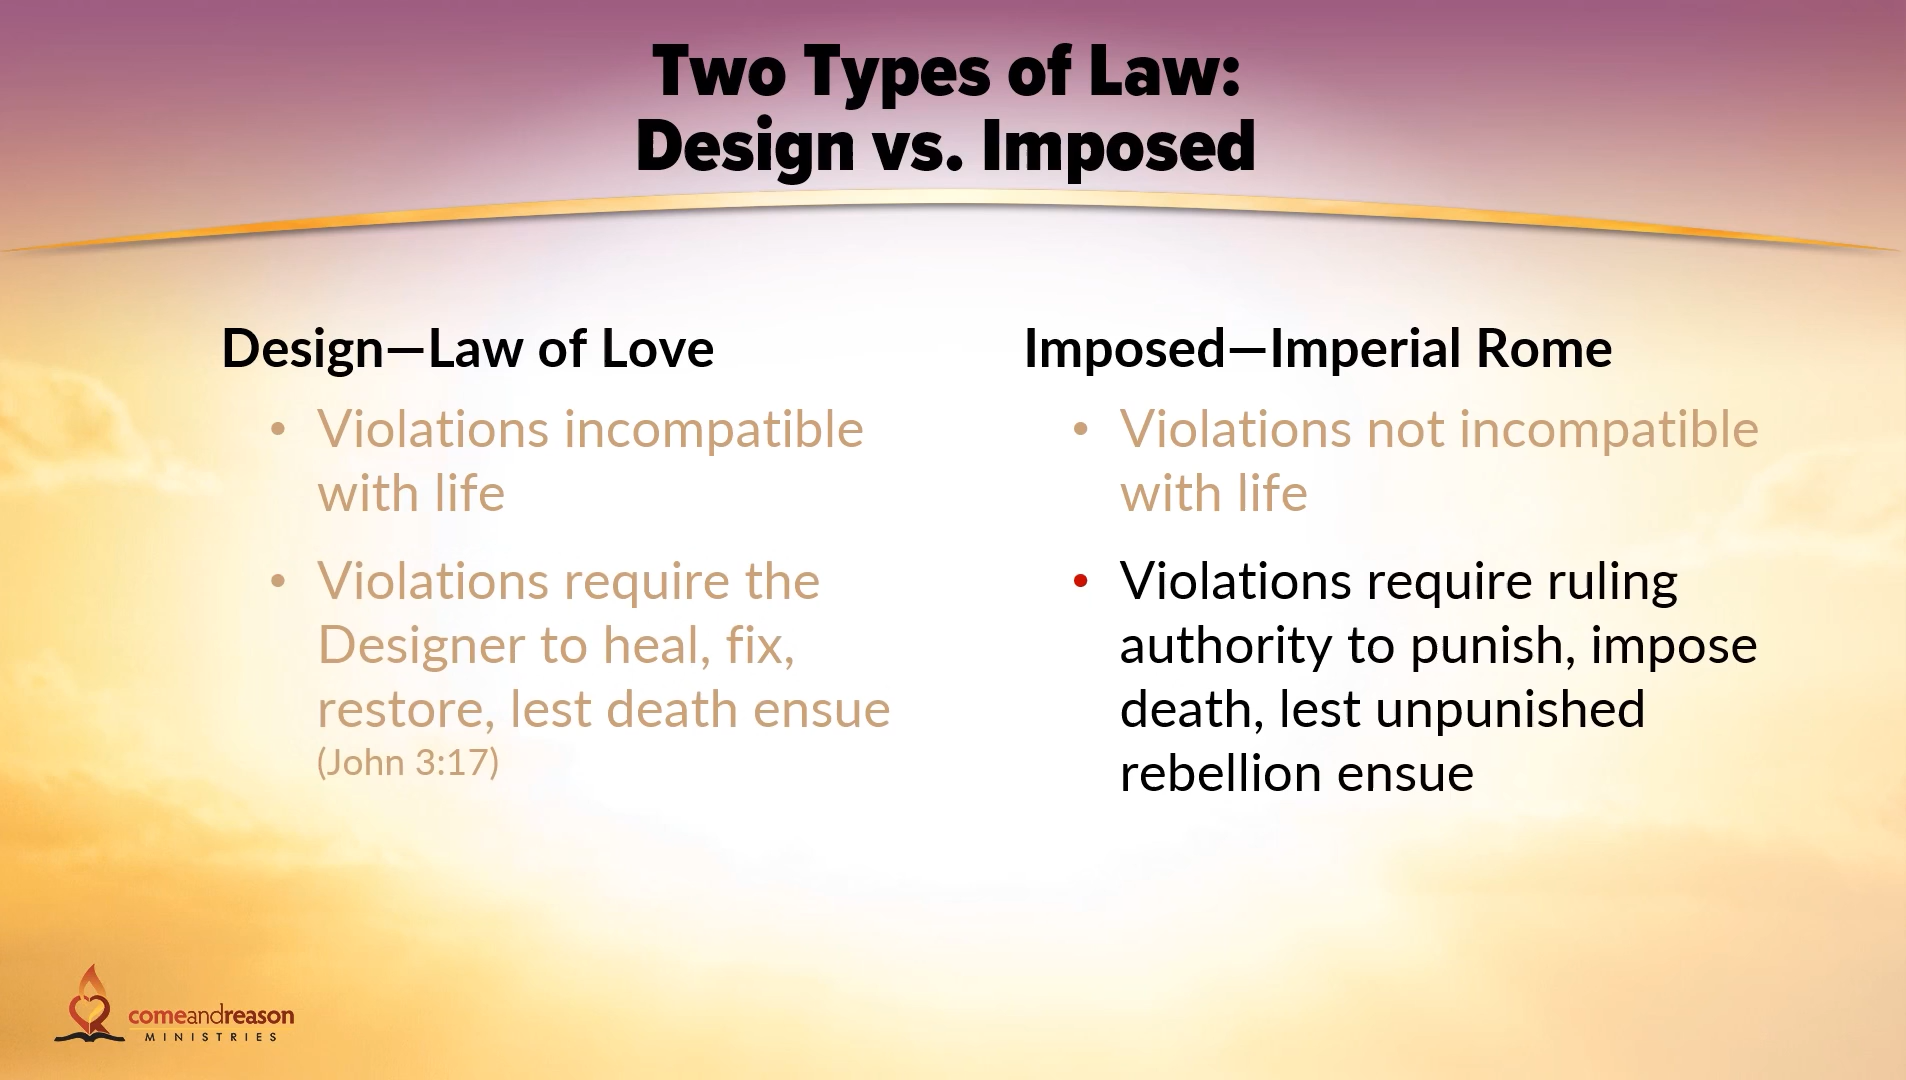 Two Types of Law:
Design vs. Imposed
Design—Law of Love
• Violations incompatible
with life
• Violations require the
Designer to heal, fix,
restore, lest death ensue
(John 3:17)
Imposed—Imperial Rome
• Violations not incompatible
with life
• Violations require ruling
authority to punish, impose
death, lest unpunished
rebellion ensue
comeandreason
MINISTRIES